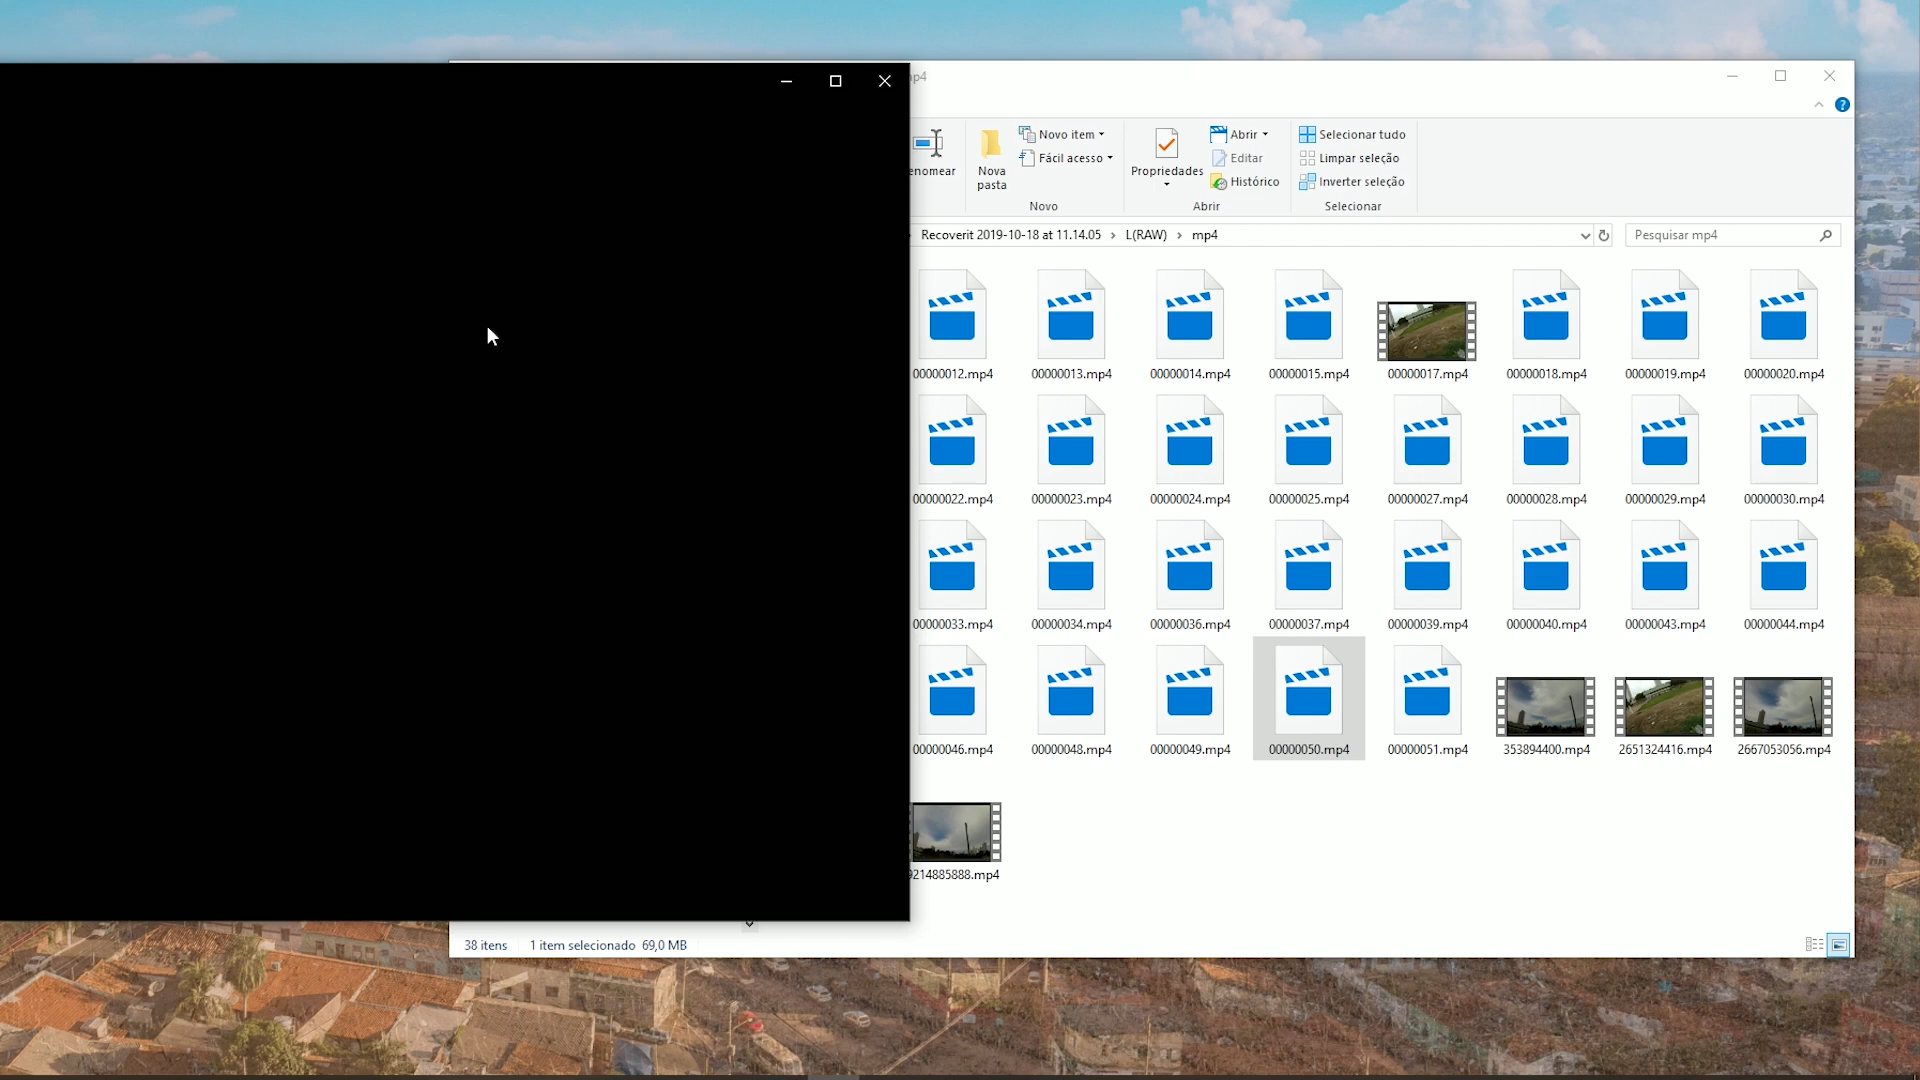 mp4
enomear
Nova
pasta
Novo item
Fácil acesso
Novo
Propriedades
Abrir
Editar
Histórico
Abrir
Selecionar tudo
Limpar seleção
Inverter seleção
Selecionar
Recoverit 2019-10-18 at 11.14.05 › L(RAW) › mp4
Pesquisar mp4
00000012.mp4 00000013.mp4 00000014.mp4 00000015.mp4 00000017.mp4 00000018.mp4 00000019.mp4 00000020.mp4
00000022.mp4 00000023.mp4 00000024.mp4 00000025.mp4 00000027.mp4 00000028.mp4 00000029.mp4 00000030.mp4
00000033.mp4 00000034.mp4 00000036.mp4 00000037.mp4 00000039.mp4 00000040.mp4 00000043.mp4 00000044.mp4
00000046.mp4 00000048.mp4 00000049.mp4 00000050.mp4 00000051.mp4 353894400.mp4 2651324416.mp4 2667053056.mp4
9214885888.mp4
38 itens 1 item selecionado 69,0 MB